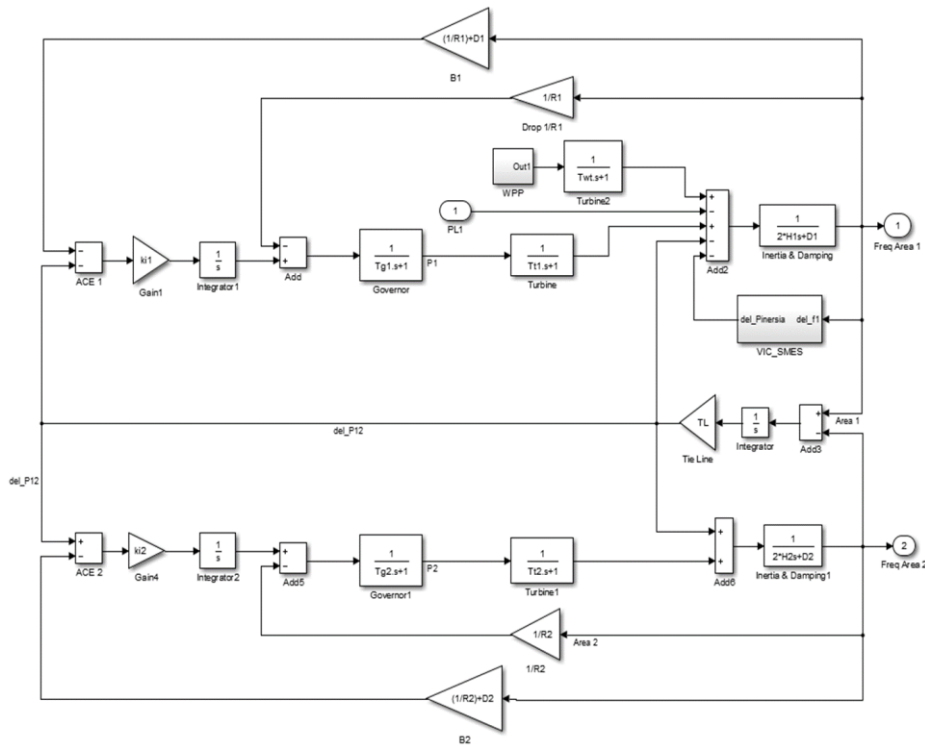 (1/R1)+D1
B1
1/R1
Drop 1/R1
Out1
WPP
1
Twt.s+1
Turbine2
1
PL1
+
−
+
−
−
Add2
1
2*H1s+D1
Inertia & Damping
1
Freq Area 1
−
−
ACE 1
ki1
Gain1
1
s
Integrator1
−
+
Add
1
Tg1.s+1
Governor
P1
1
Tt1.s+1
Turbine
del_Pinersia
del_f1
VIC_SMES
TL
Tie Line
1
s
Integrator
+
−
Add3
Area 1
del_P12
del_P12
+
−
ACE 2
ki2
Gain4
1
s
Integrator2
+
−
Add5
1
Tg2.s+1
Governor1
P2
1
Tt2.s+1
Turbine1
+
+
Add6
1
2*H2s+D2
Inertia & Damping1
2
Freq Area 2
1/R2
Area 2
1/R2
(1/R2)+D2
B2